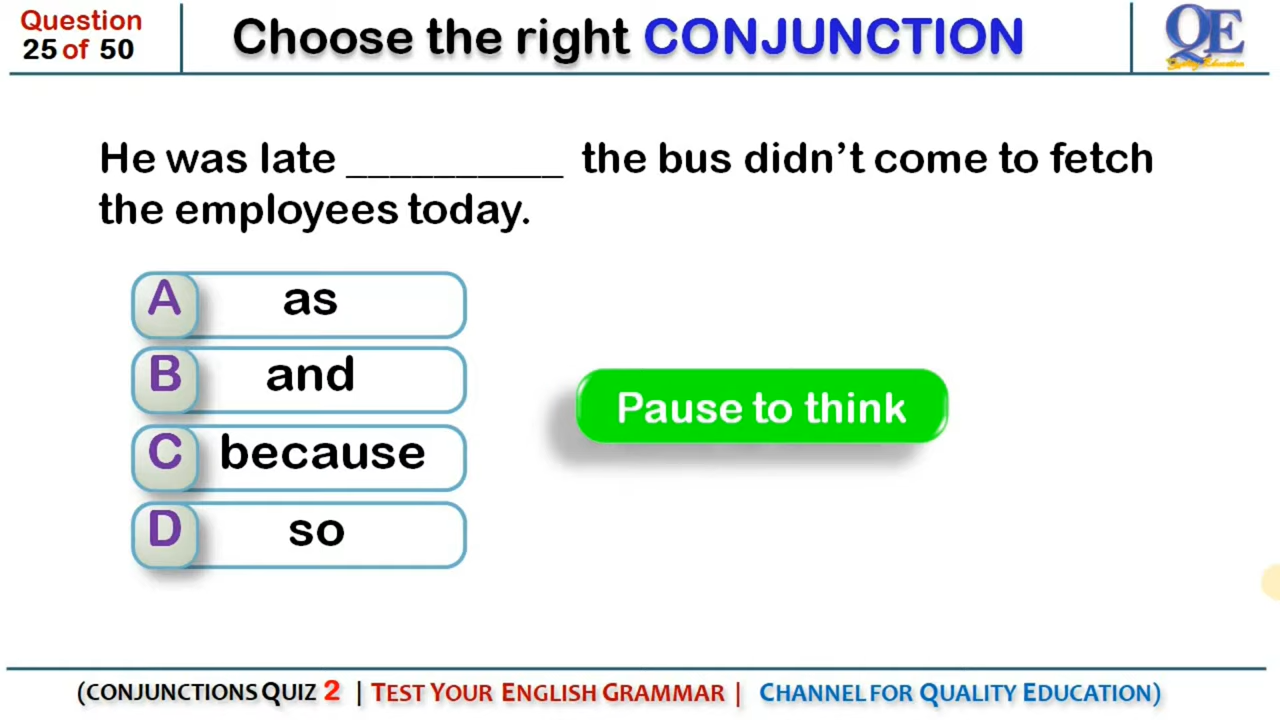 Question
25 of 50
Choose the right CONJUNCTION
QE
Quality Education
He was late __________ the bus didn't come to fetch
the employees today.
A as
B and
C because
D so
Pause to think
(CONJUNCTIONS QUIZ 2 | TEST YOUR ENGLISH GRAMMAR | CHANNEL FOR QUALITY EDUCATION)